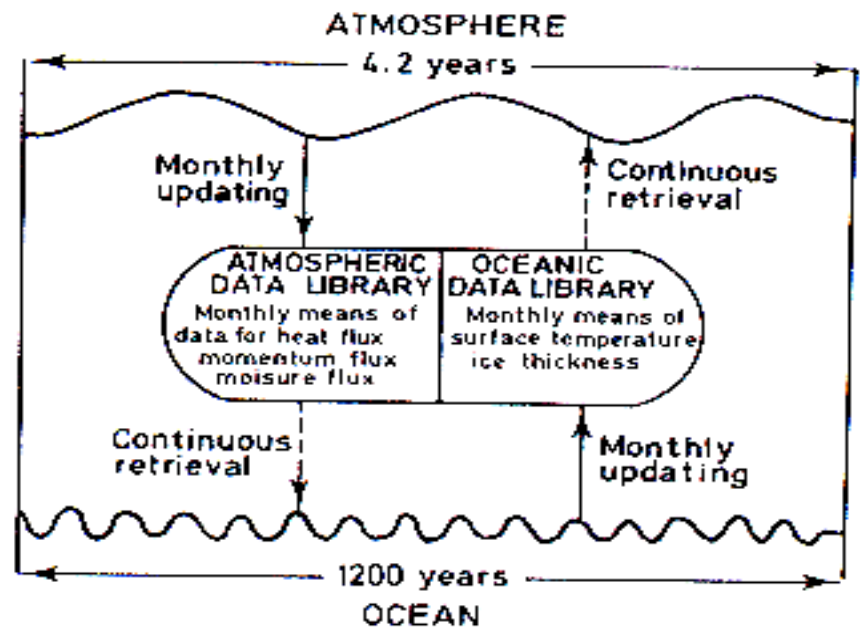 ATMOSPHERE
4.2 years
Monthly
updating
Continuous
retrieval
ATMOSPHERIC
DATA LIBRARY
Monthly means of
data for heat flux
momentum flux
moisure flux
OCEANIC
DATA LIBRARY
Monthly means of
surface temperature
ice thickness
Continuous
retrieval
Monthly
updating
1200 years
OCEAN